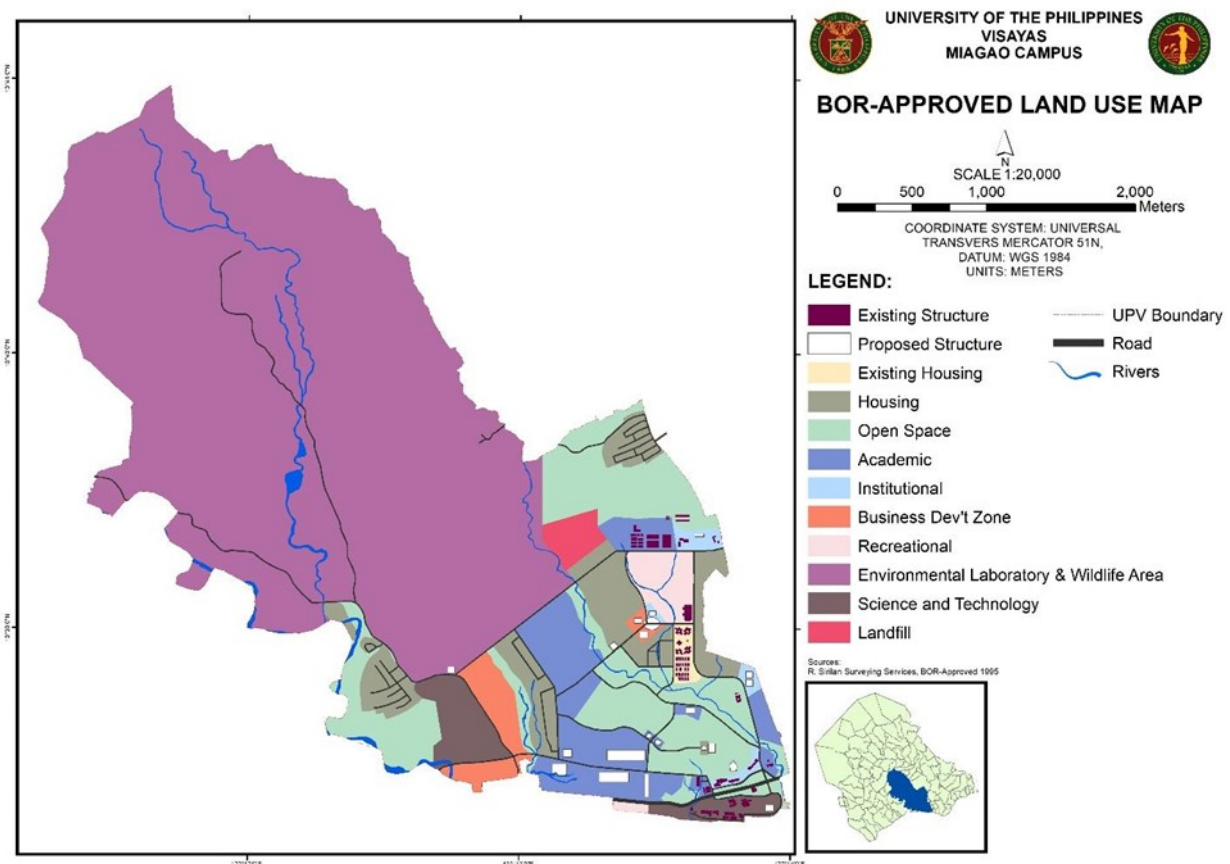 UNIVERSITY OF THE PHILIPPINES
VISAYAS
MIAGAO CAMPUS
BOR-APPROVED LAND USE MAP
N
SCALE 1:20,000
0 500 1,000 2,000
Meters
COORDINATE SYSTEM: UNIVERSAL
TRANSVERS MERCATOR 51N,
DATUM: WGS 1984
UNITS: METERS
LEGEND:
Existing Structure
Proposed Structure
Existing Housing
Housing
Open Space
Academic
Institutional
Business Dev't Zone
Recreational
Environmental Laboratory & Wildlife Area
Science and Technology
Landfill
UPV Boundary
Road
Rivers
Sources:
R. Sirilan Surveying Services, BOR-Approved 1995